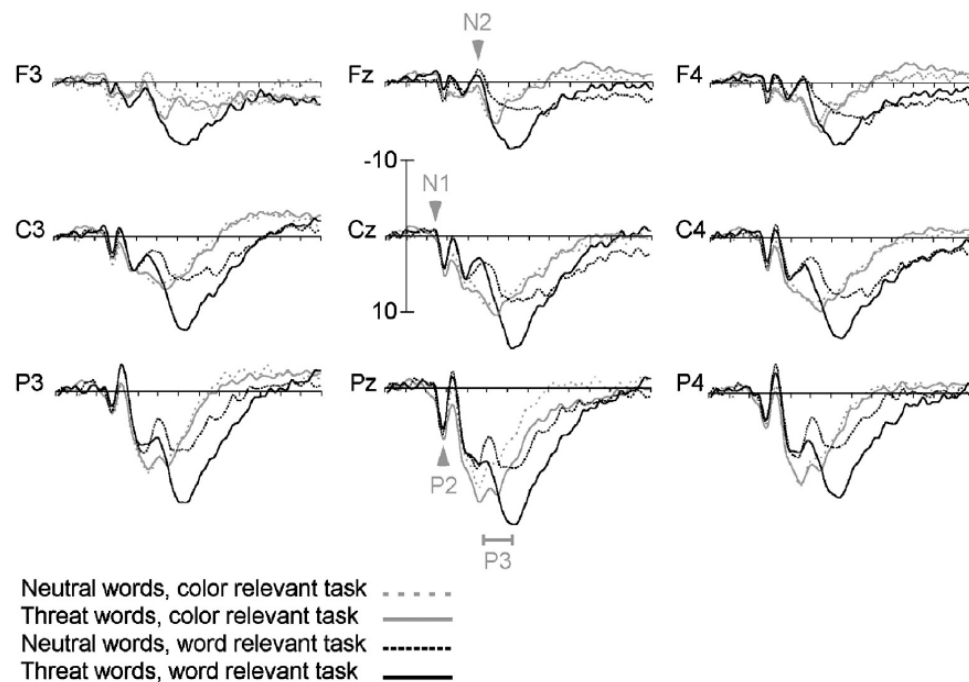 N2
F3 Fz F4
-10
N1
C3 Cz C4
10
P3 Pz P4
P2
P3
Neutral words, color relevant task
Threat words, color relevant task
Neutral words, word relevant task
Threat words, word relevant task